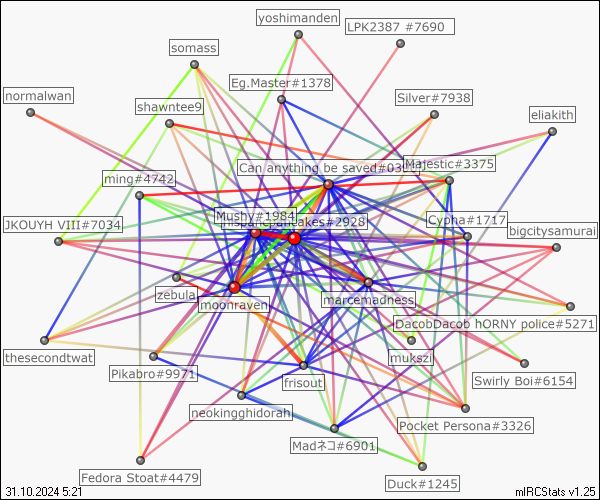 yoshimanden
LPK2387 #7690
somass
Eg.Master#1378
normalwan
shawntee9
Silver#7938
eliakith
Can anything be saved#03
Majestic#3375
ming#4742
Mushy#1984
cakes#2928
Cypha#1717
JKOUYH VIII#7034
bigcitysamurai
zebula
moonraven
marcemadness
DacobDacob hORNY police#5271
thesecondtwat
mukszi
Pikabro#9971
frisout
Swirly Boi#6154
neokingghidorah
Pocket Persona#3326
Madネコ#6901
Fedora Stoat#4479
Duck#1245
31.10.2024 5:21
mIRCStats v1.25